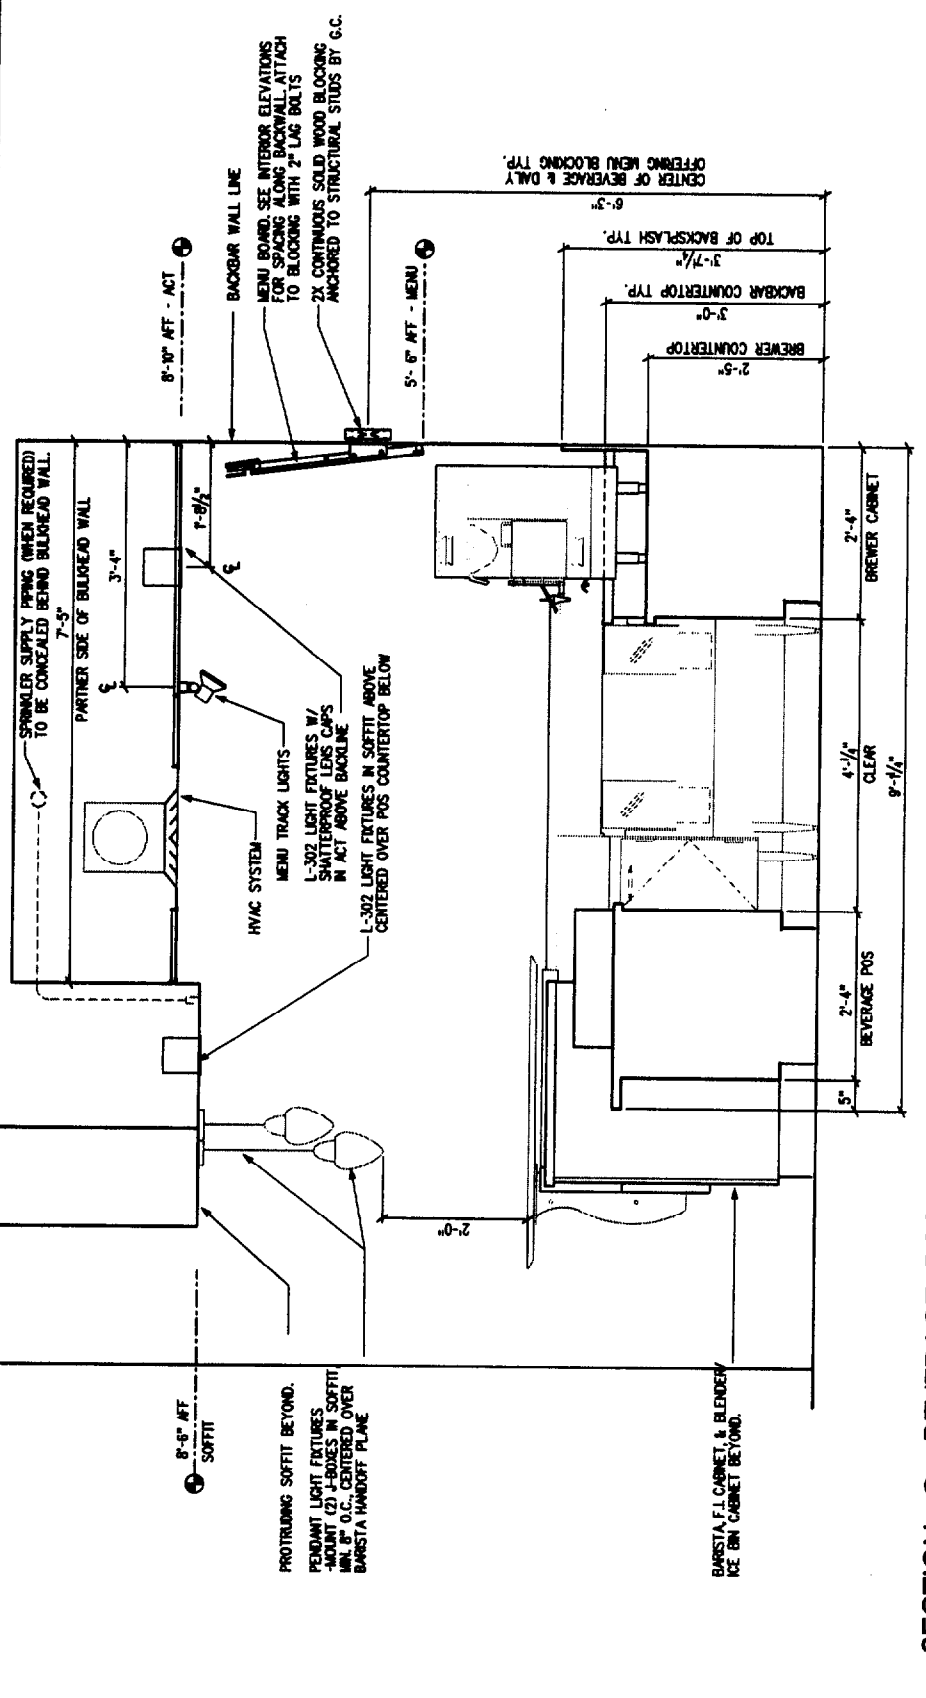 SPRINKLER SUPPLY PIPING (WHEN REQUIRED)
TO BE CONCEALED BEHIND BULKHEAD WALL.
7'-5"
PARTNER SIDE OF BULKHEAD WALL
3'-4"
1'-8½"
℄
℄
8'-10" AFF - ACT
BACKBAR WALL LINE
MENU BOARD. SEE INTERIOR ELEVATIONS
FOR SPACING ALONG BACKWALL. ATTACH
TO BLOCKING WITH 2" LAG BOLTS
2X CONTINUOUS SOLID WOOD BLOCKING
ANCHORED TO STRUCTURAL STUDS BY G.C.
5'- 6" AFF - MENU
HVAC SYSTEM
MENU TRACK LIGHTS
L-302 LIGHT FIXTURES W/
SHATTERPROOF LENS CAPS
IN ACT ABOVE BACKLINE
L-302 LIGHT FIXTURES IN SOFFIT ABOVE
CENTERED OVER POS COUNTERTOP BELOW
8'-6" AFF
SOFFIT
PROTRUDING SOFFIT BEYOND.
PENDANT LIGHT FIXTURES
-MOUNT (2) J-BOXES IN SOFFIT,
MIN. 8" O.C., CENTERED OVER
BARISTA HANDOFF PLANE
2'-0"
BARISTA, F.I. CABINET, & BLENDER/
ICE BIN CABINET BEYOND.
6'-3"
CENTER OF BEVERAGE & DAILY
OFFERING MENU BLOCKING TYP.
3'-7¼"
TOP OF BACKSPLASH TYP.
3'-0"
BACKBAR COUNTERTOP TYP.
2'-5"
BREWER COUNTERTOP
5"
2'-4"
BEVERAGE POS
4'-¼"
CLEAR
2'-4"
BREWER CABINET
9'-1¼"